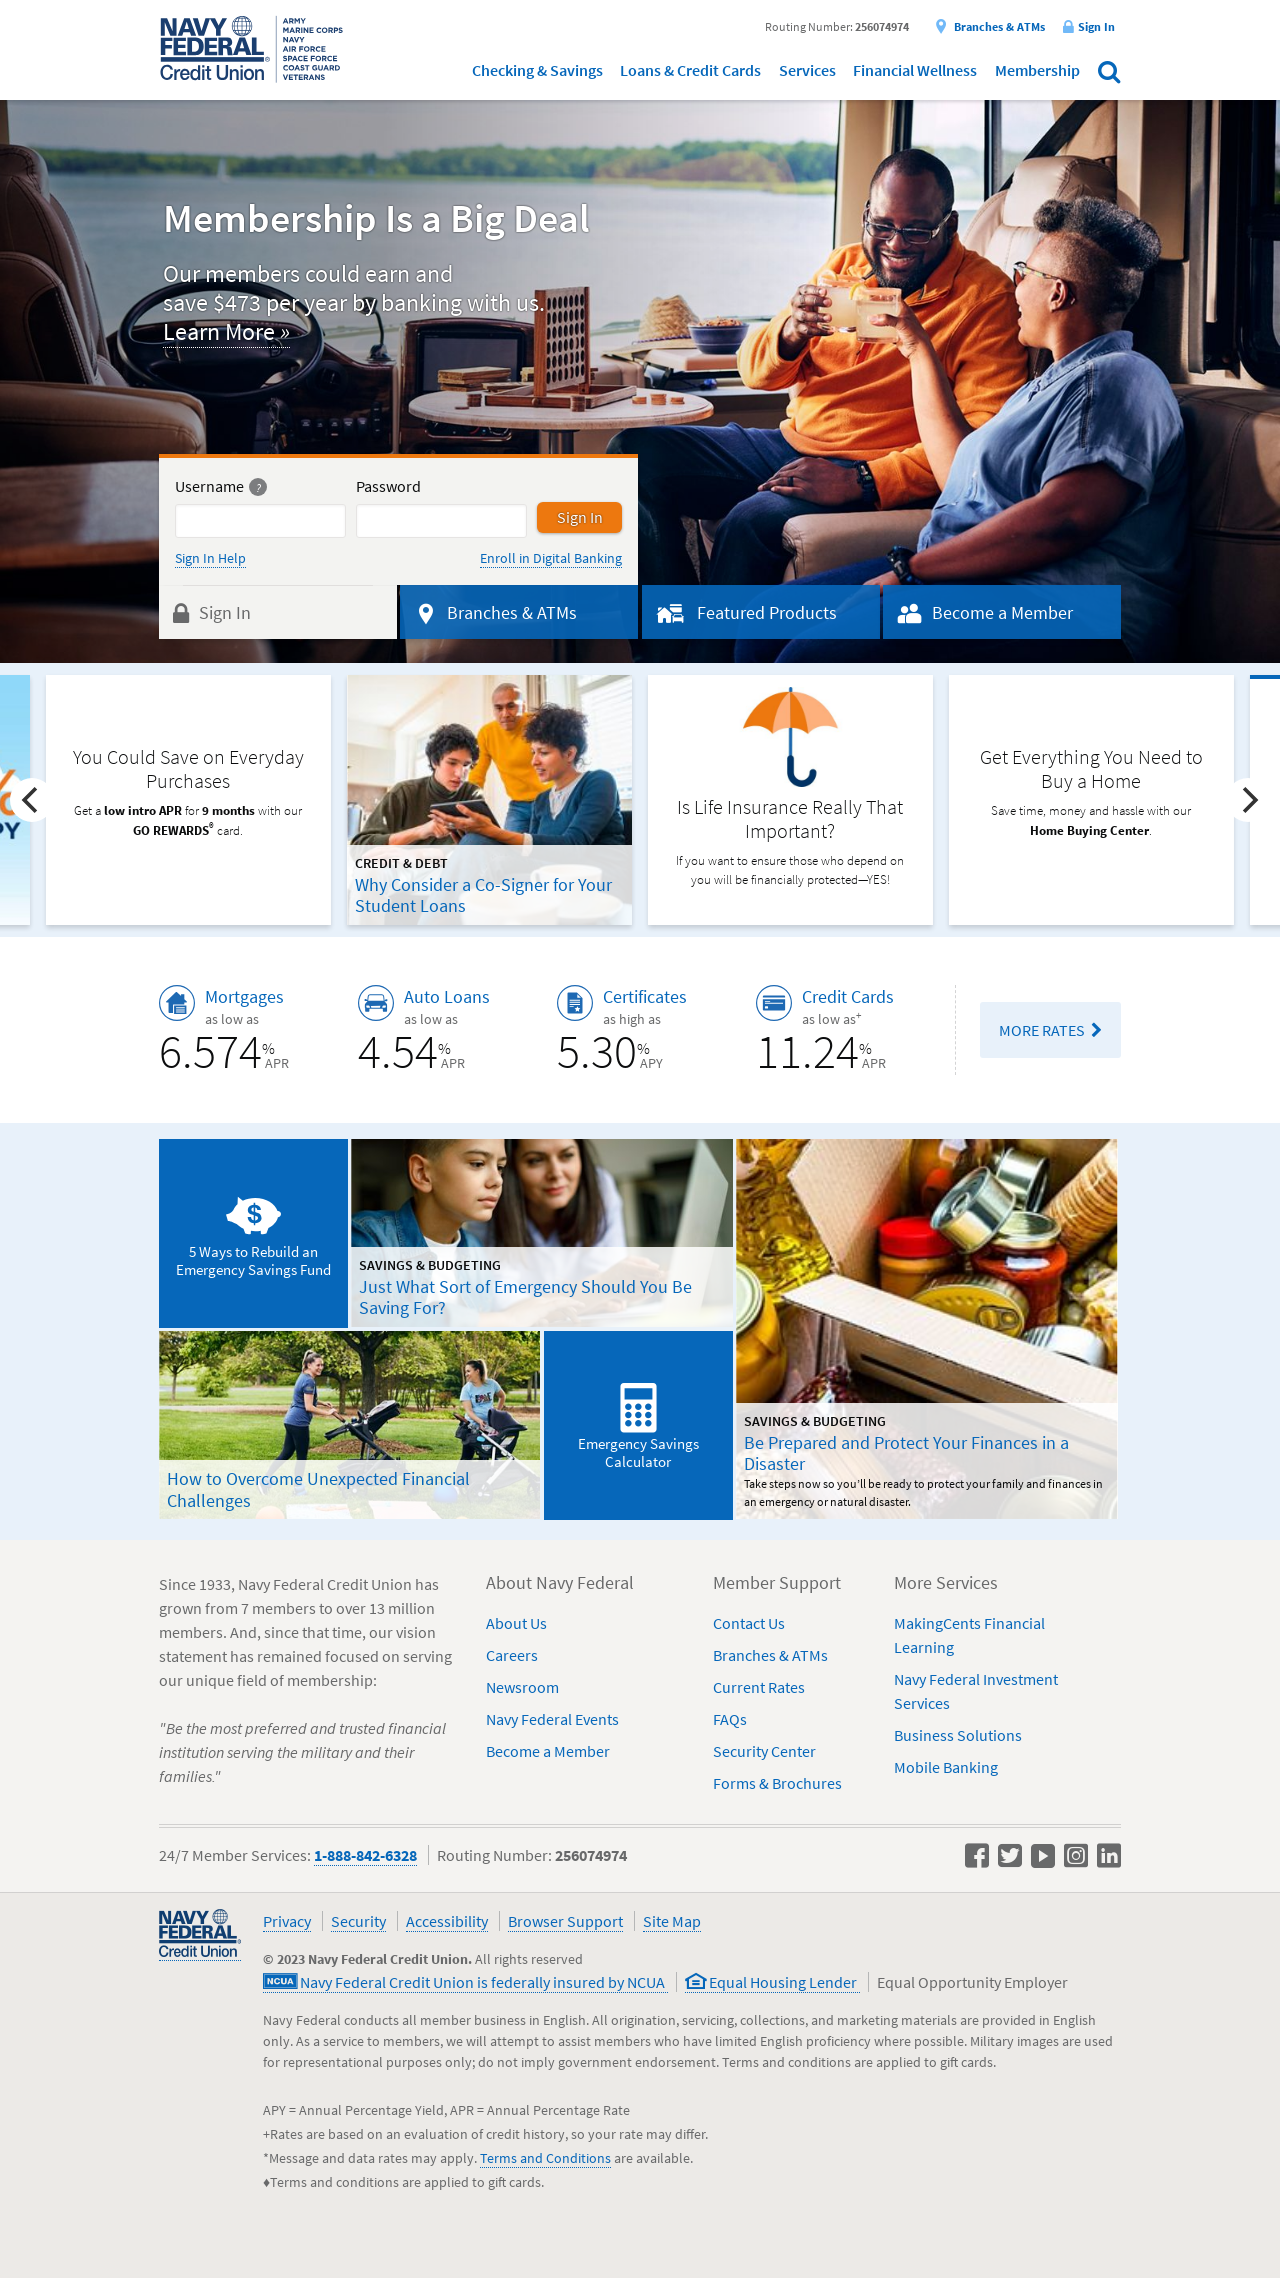 NAVY
FEDERAL
Credit Union
ARMY
MARINE CORPS
NAVY
AIR FORCE
SPACE FORCE
COAST GUARD
VETERANS
Routing Number: 256074974
Branches & ATMs
Sign In
Checking & Savings
Loans & Credit Cards
Services
Financial Wellness
Membership
Membership Is a Big Deal
Our members could earn and
save $473 per year by banking with us.
Learn More »
Username ?
Password
Sign In
Sign In Help
Enroll in Digital Banking
Sign In
Branches & ATMs
Featured Products
Become a Member
You Could Save on Everyday
Purchases
Get a low intro APR for 9 months with our
GO REWARDS® card.
CREDIT & DEBT
Why Consider a Co-Signer for Your
Student Loans
Is Life Insurance Really That
Important?
If you want to ensure those who depend on
you will be financially protected—YES!
Get Everything You Need to
Buy a Home
Save time, money and hassle with our
Home Buying Center.
Mortgages
as low as
6.574% APR
Auto Loans
as low as
4.54% APR
Certificates
as high as
5.30% APY
Credit Cards
as low as+
11.24% APR
MORE RATES
5 Ways to Rebuild an
Emergency Savings Fund
SAVINGS & BUDGETING
Just What Sort of Emergency Should You Be
Saving For?
How to Overcome Unexpected Financial
Challenges
Emergency Savings
Calculator
SAVINGS & BUDGETING
Be Prepared and Protect Your Finances in a
Disaster
Take steps now so you'll be ready to protect your family and finances in
an emergency or natural disaster.
Since 1933, Navy Federal Credit Union has
grown from 7 members to over 13 million
members. And, since that time, our vision
statement has remained focused on serving
our unique field of membership:
"Be the most preferred and trusted financial
institution serving the military and their
families."
About Navy Federal
About Us
Careers
Newsroom
Navy Federal Events
Become a Member
Member Support
Contact Us
Branches & ATMs
Current Rates
FAQs
Security Center
Forms & Brochures
More Services
MakingCents Financial
Learning
Navy Federal Investment
Services
Business Solutions
Mobile Banking
24/7 Member Services: 1-888-842-6328
Routing Number: 256074974
NAVY
FEDERAL
Credit Union
Privacy
Security
Accessibility
Browser Support
Site Map
© 2023 Navy Federal Credit Union. All rights reserved
NCUA Navy Federal Credit Union is federally insured by NCUA
Equal Housing Lender
Equal Opportunity Employer
Navy Federal conducts all member business in English. All origination, servicing, collections, and marketing materials are provided in English
only. As a service to members, we will attempt to assist members who have limited English proficiency where possible. Military images are used
for representational purposes only; do not imply government endorsement. Terms and conditions are applied to gift cards.
APY = Annual Percentage Yield, APR = Annual Percentage Rate
+Rates are based on an evaluation of credit history, so your rate may differ.
*Message and data rates may apply. Terms and Conditions are available.
♦Terms and conditions are applied to gift cards.